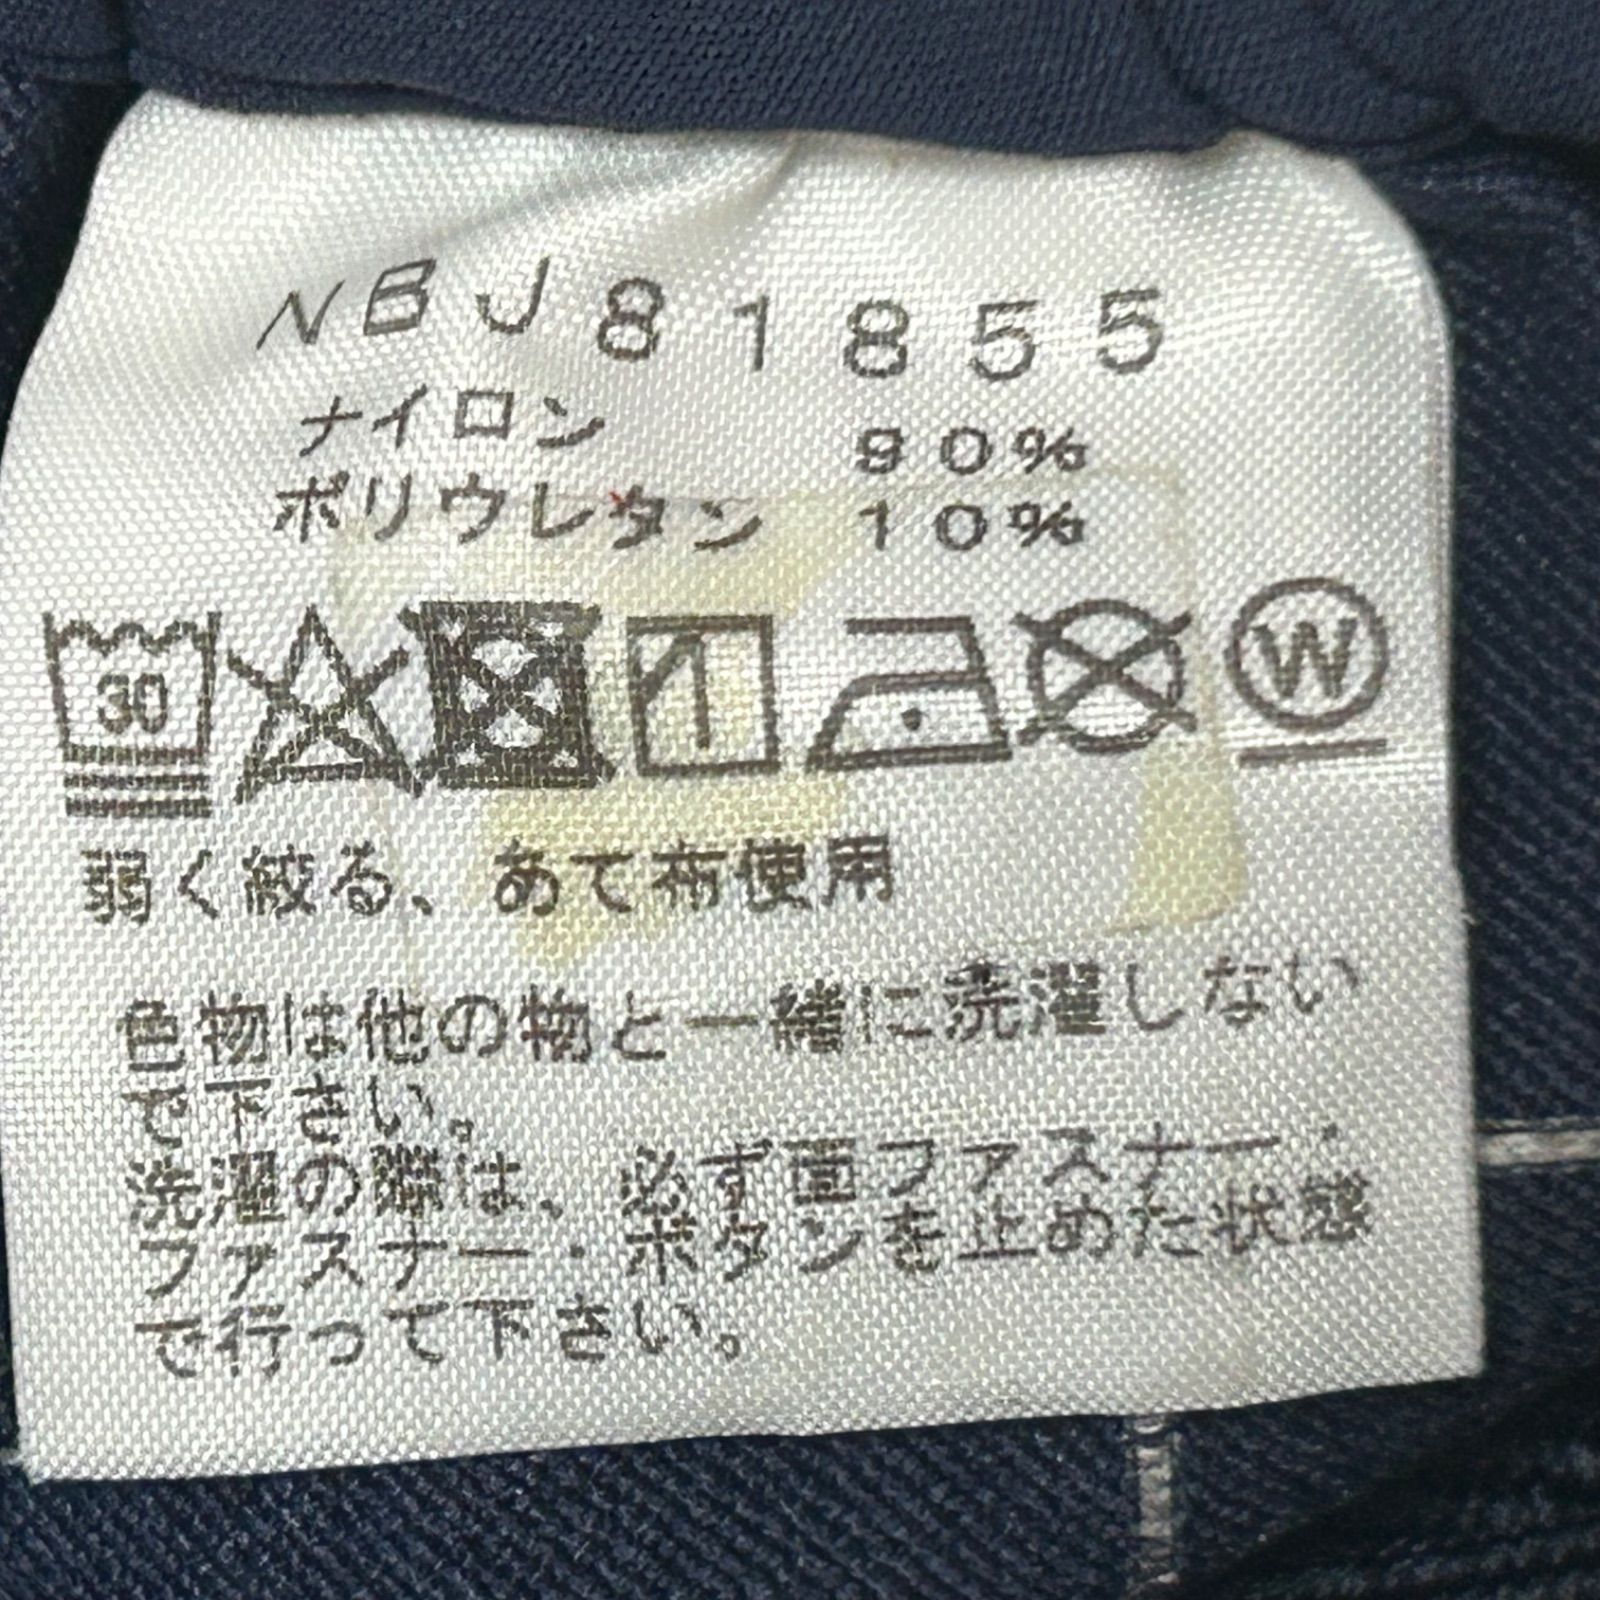 NBJ81855
ナイロン 90%
ポリウレタン 10%
30 W
弱く絞る、あて布使用
色物は他の物と一緒に洗濯しない
で下さい。
洗濯の際は、必ず面ファスナー・
ファスナー・ボタンを止めた状態
で行って下さい。